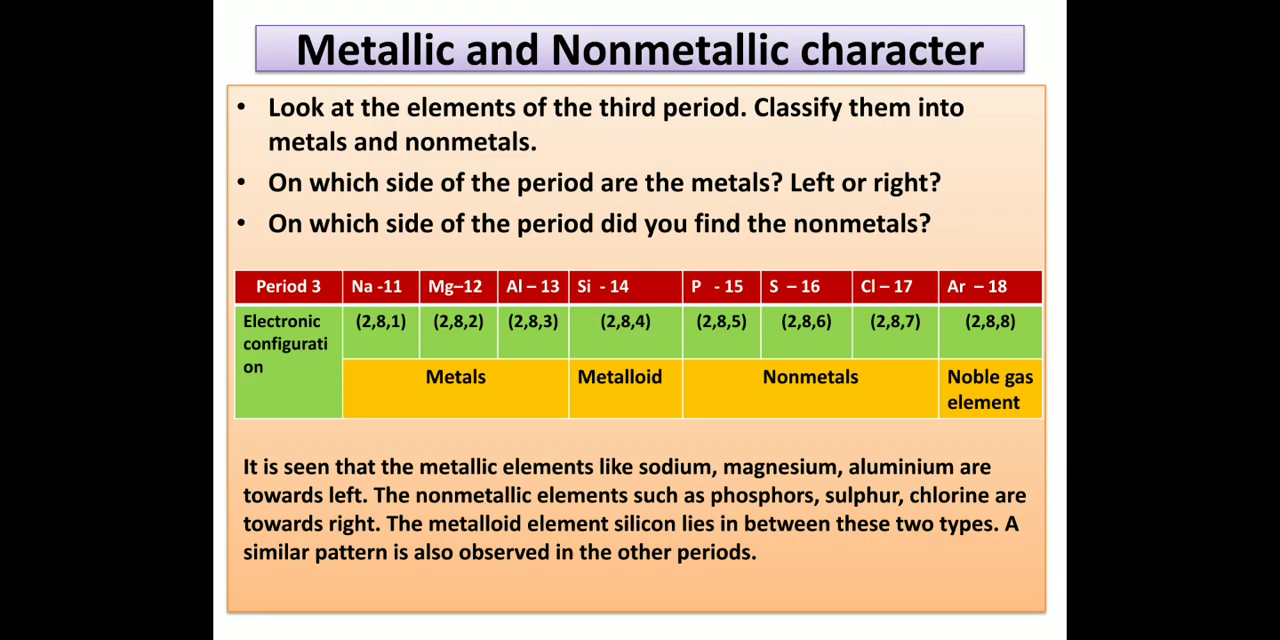 Metallic and Nonmetallic character
• Look at the elements of the third period. Classify them into
metals and nonmetals.
• On which side of the period are the metals? Left or right?
• On which side of the period did you find the nonmetals?
Period 3 Na -11 Mg–12 Al – 13 Si - 14 P - 15 S – 16 Cl – 17 Ar – 18
Electronic (2,8,1) (2,8,2) (2,8,3) (2,8,4) (2,8,5) (2,8,6) (2,8,7) (2,8,8)
configurati
on
Metals Metalloid Nonmetals Noble gas
element
It is seen that the metallic elements like sodium, magnesium, aluminium are
towards left. The nonmetallic elements such as phosphors, sulphur, chlorine are
towards right. The metalloid element silicon lies in between these two types. A
similar pattern is also observed in the other periods.